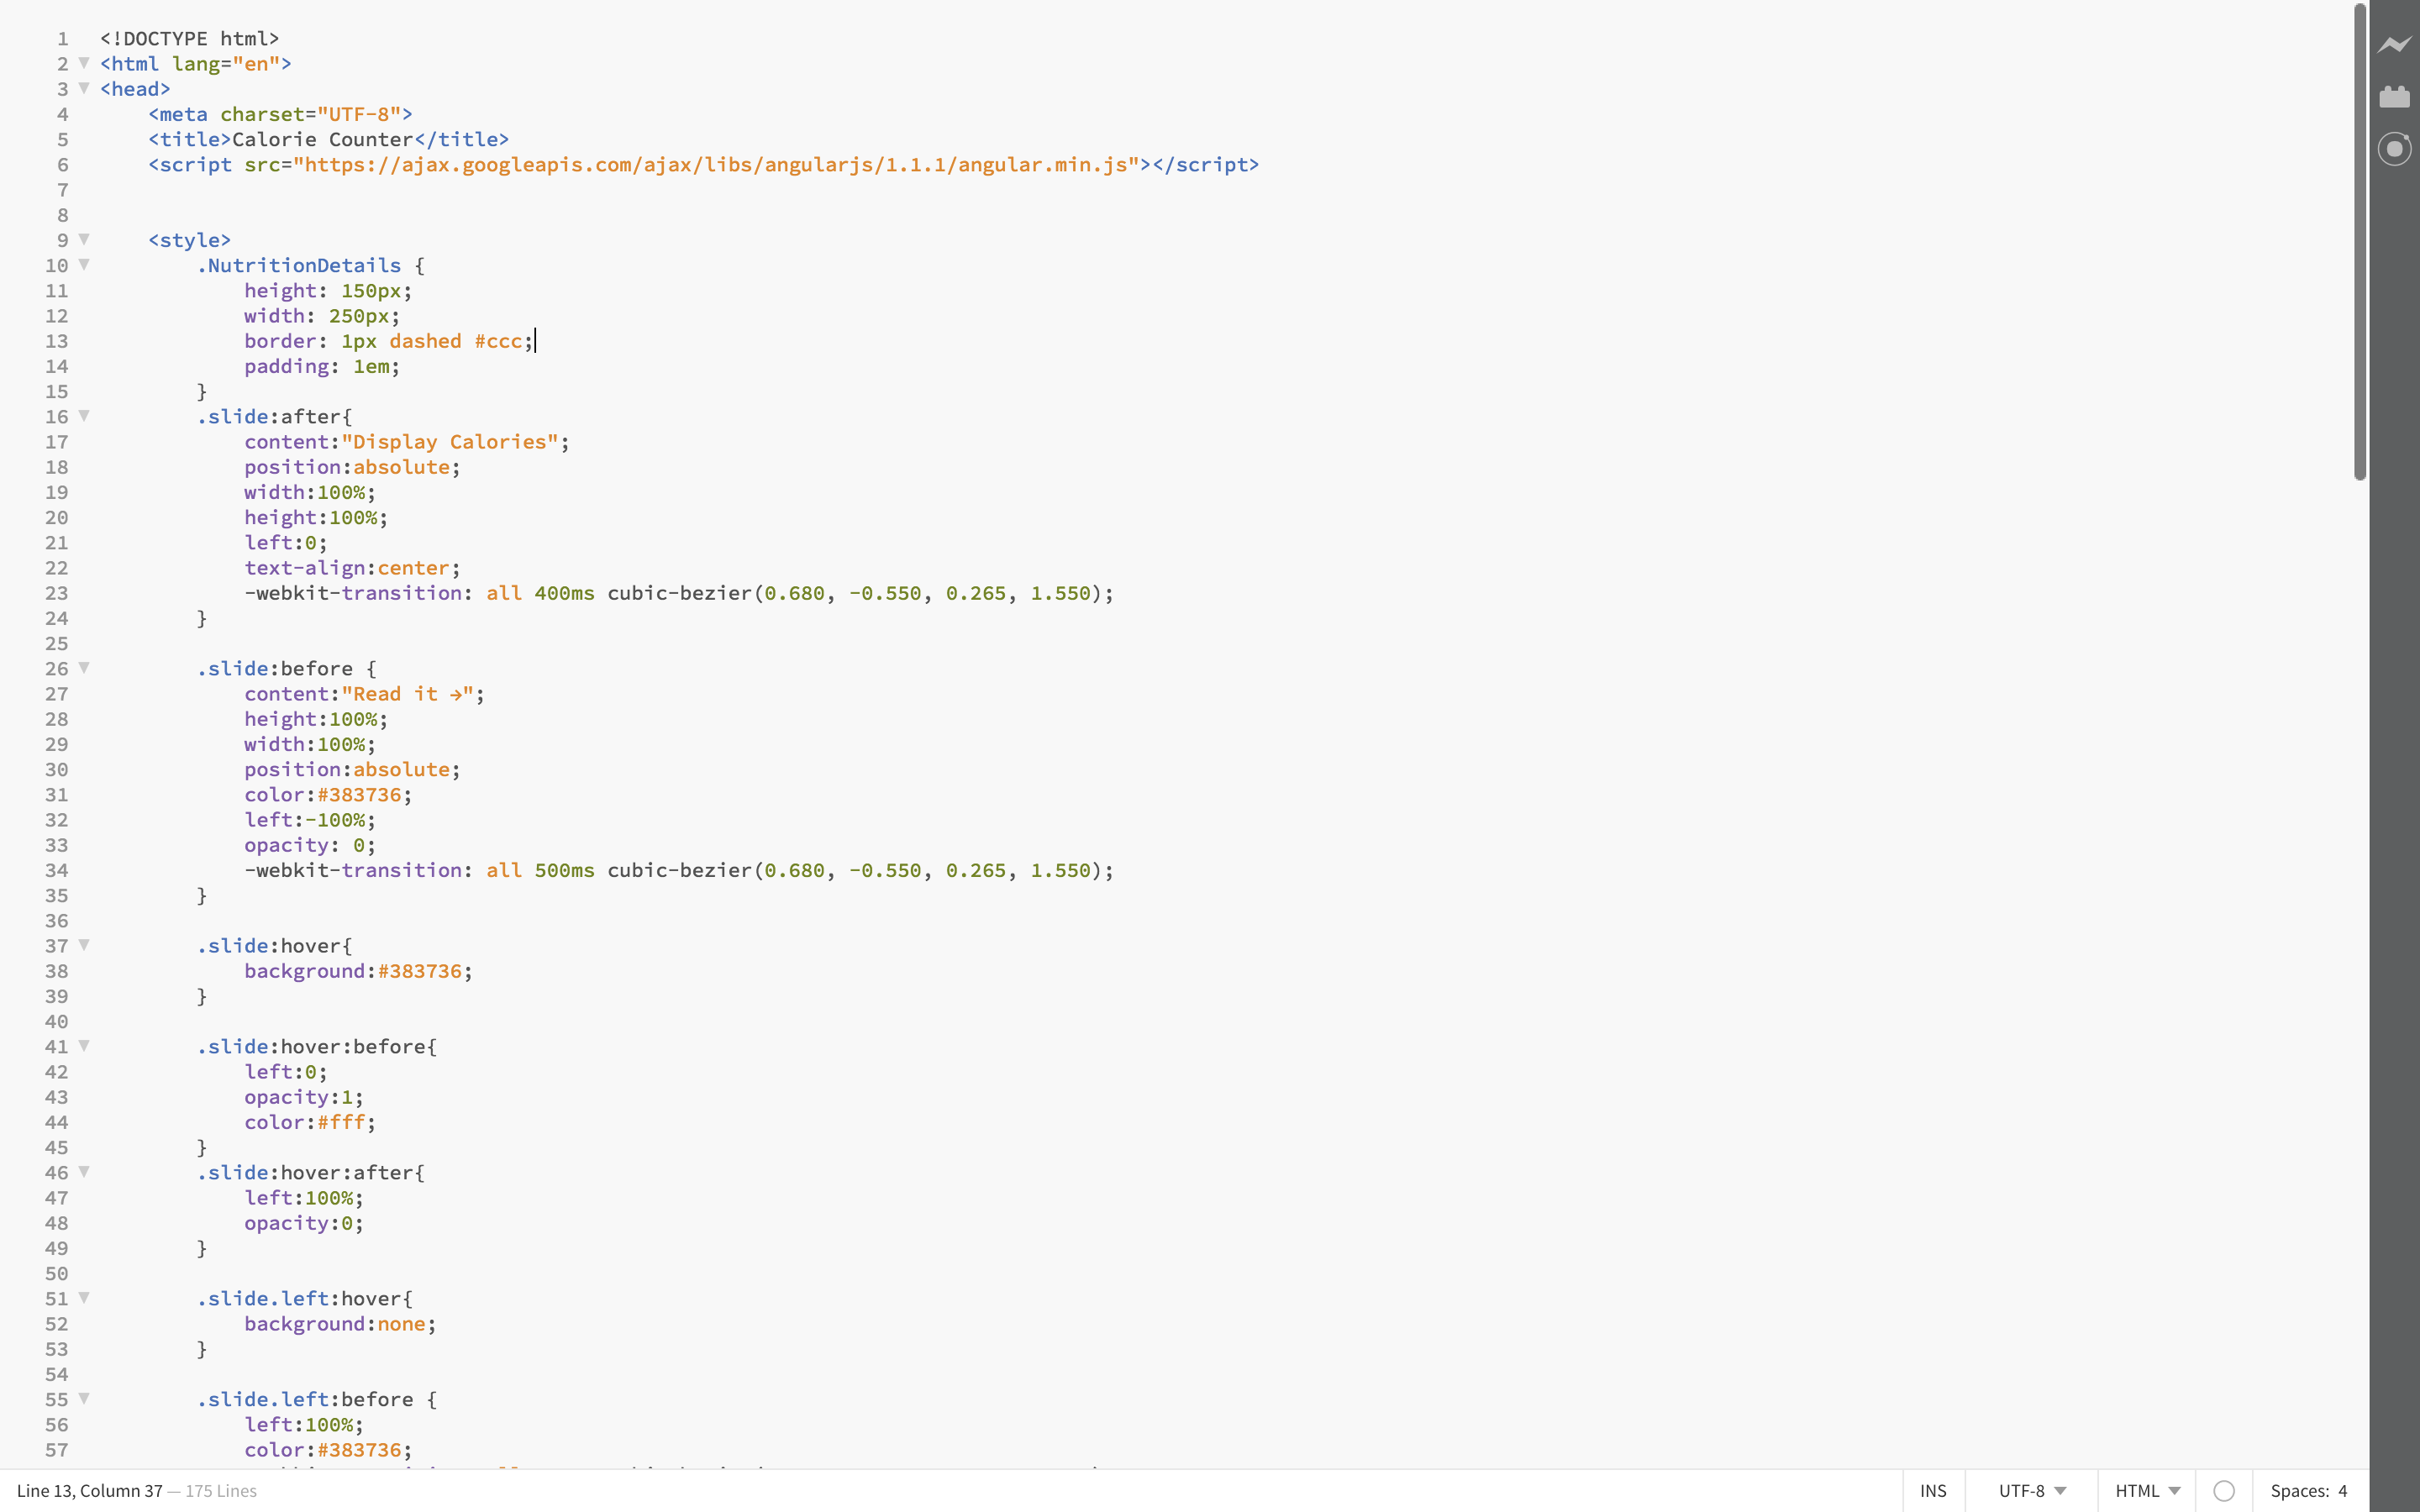 1 <!DOCTYPE html>
2 <html lang="en">
3 <head>
4     <meta charset="UTF-8">
5     <title>Calorie Counter</title>
6     <script src="https://ajax.googleapis.com/ajax/libs/angularjs/1.1.1/angular.min.js"></script>
7
8
9     <style>
10         .NutritionDetails {
11             height: 150px;
12             width: 250px;
13             border: 1px dashed #ccc;
14             padding: 1em;
15         }
16         .slide:after{
17             content:"Display Calories";
18             position:absolute;
19             width:100%;
20             height:100%;
21             left:0;
22             text-align:center;
23             -webkit-transition: all 400ms cubic-bezier(0.680, -0.550, 0.265, 1.550);
24         }
25
26         .slide:before {
27             content:"Read it →";
28             height:100%;
29             width:100%;
30             position:absolute;
31             color:#383736;
32             left:-100%;
33             opacity: 0;
34             -webkit-transition: all 500ms cubic-bezier(0.680, -0.550, 0.265, 1.550);
35         }
36
37         .slide:hover{
38             background:#383736;
39         }
40
41         .slide:hover:before{
42             left:0;
43             opacity:1;
44             color:#fff;
45         }
46         .slide:hover:after{
47             left:100%;
48             opacity:0;
49         }
50
51         .slide.left:hover{
52             background:none;
53         }
54
55         .slide.left:before {
56             left:100%;
57             color:#383736;
Line 13, Column 37 — 175 Lines INS UTF-8 HTML Spaces: 4